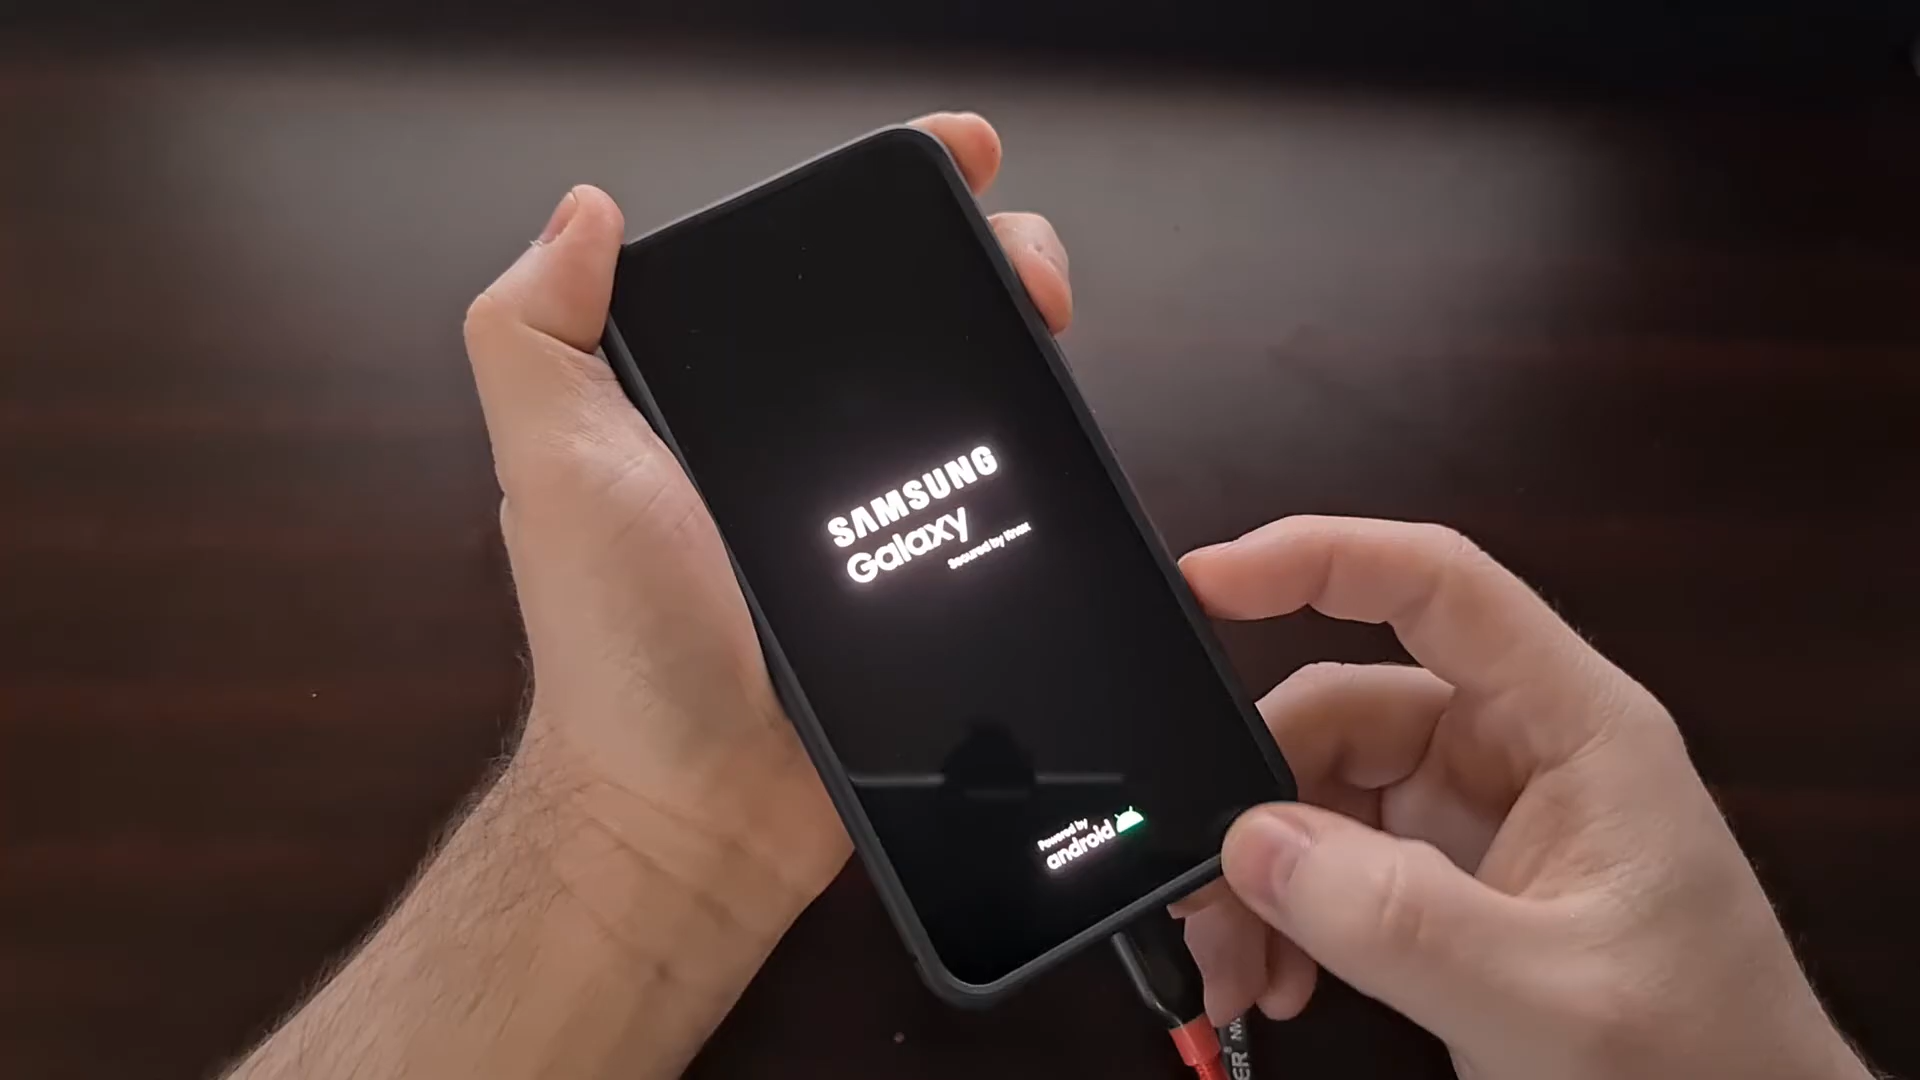 SAMSUNG
Galaxy
Secured by Knox
Powered by
android